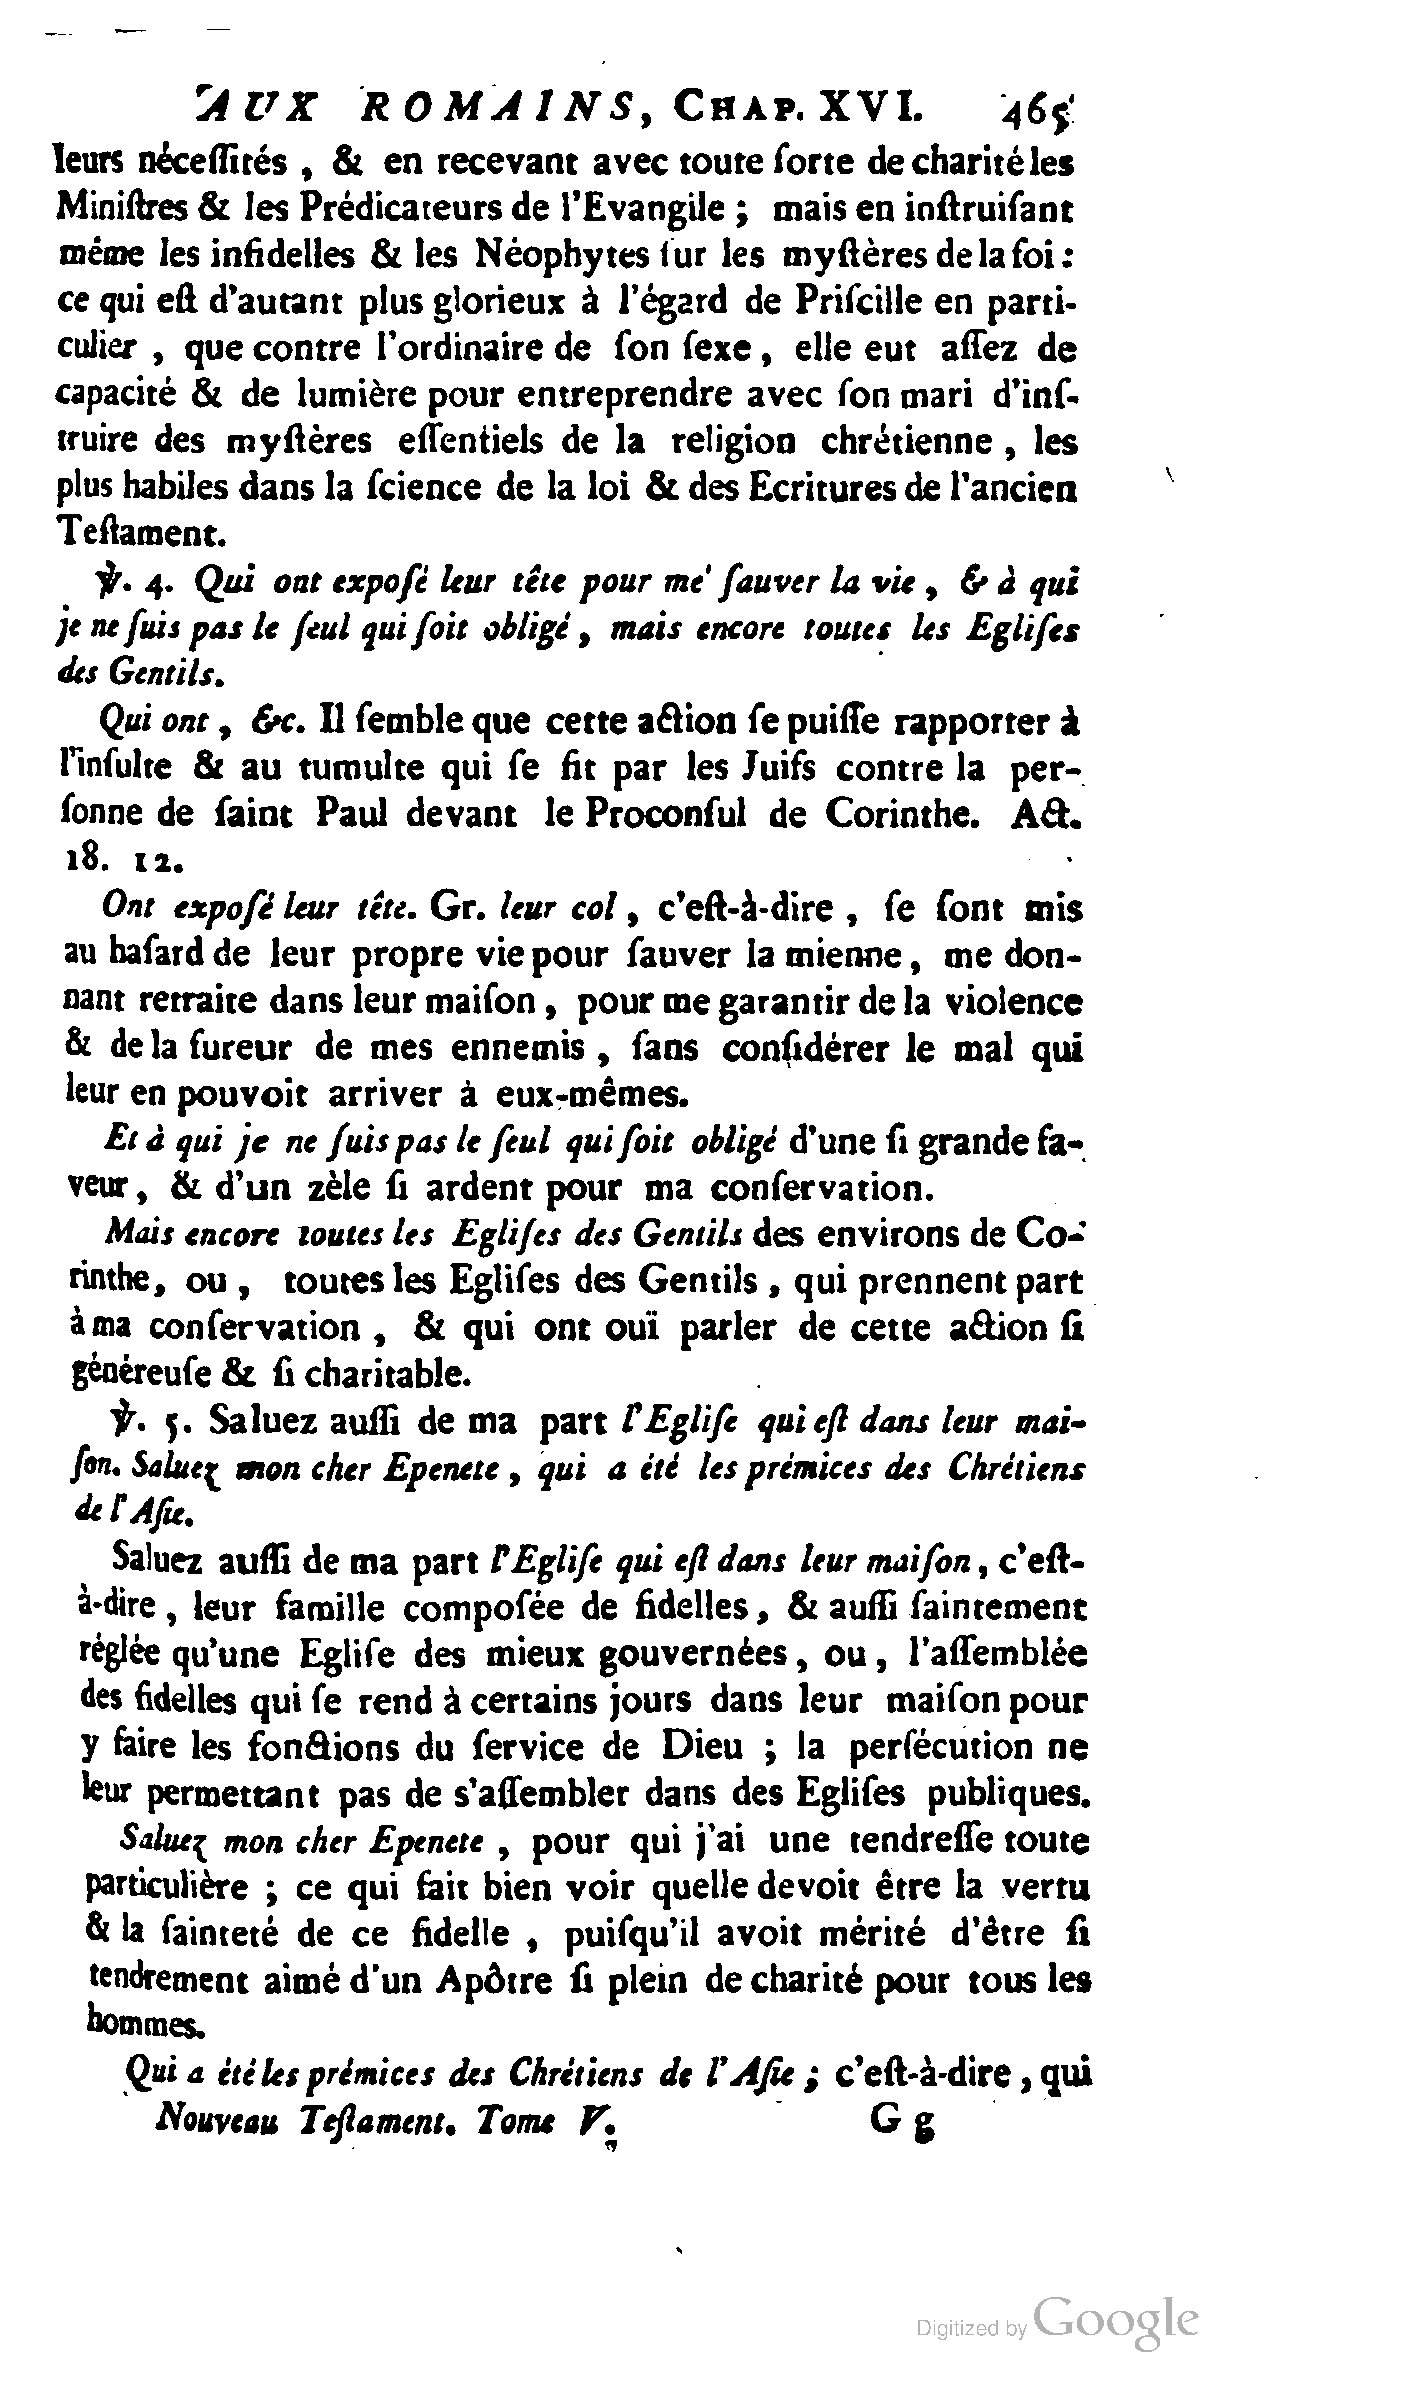 AUX ROMAINS, CHAP. XVI. 465
leurs néceſſités, & en recevant avec toute ſorte de charité les
Miniſtres & les Prédicateurs de l'Evangile ; mais en inſtruiſant
même les infidelles & les Néophytes ſur les myſtères de la foi :
ce qui eſt d'autant plus glorieux à l'égard de Priſcille en parti-
culier, que contre l'ordinaire de ſon ſexe, elle eut aſſez de
capacité & de lumière pour entreprendre avec ſon mari d'inſ-
truire des myſtères eſſentiels de la religion chrétienne, les
plus habiles dans la ſcience de la loi & des Ecritures de l'ancien
Teſtament.
℣. 4. Qui ont expoſé leur tête pour me ſauver la vie, & à qui
je ne ſuis pas le ſeul qui ſoit obligé, mais encore toutes les Egliſes
des Gentils.
Qui ont, &c. Il ſemble que cette action ſe puiſſe rapporter à
l'inſulte & au tumulte qui ſe fit par les Juifs contre la per-
ſonne de ſaint Paul devant le Proconſul de Corinthe. Act.
18. 12.
Ont expoſé leur tête. Gr. leur col, c'eſt-à-dire, ſe ſont mis
au haſard de leur propre vie pour ſauver la mienne, me don-
nant retraite dans leur maiſon, pour me garantir de la violence
& de la fureur de mes ennemis, ſans conſidérer le mal qui
leur en pouvoit arriver à eux-mêmes.
Et à qui je ne ſuis pas le ſeul qui ſoit obligé d'une ſi grande fa-
veur, & d'un zèle ſi ardent pour ma conſervation.
Mais encore toutes les Egliſes des Gentils des environs de Co-
rinthe, ou, toutes les Egliſes des Gentils, qui prennent part
à ma conſervation, & qui ont ouï parler de cette action ſi
généreuſe & ſi charitable.
℣. 5. Saluez auſſi de ma part l'Egliſe qui eſt dans leur mai-
ſon. Saluez mon cher Epenete, qui a été les prémices des Chrétiens
de l'Aſie.
Saluez auſſi de ma part l'Egliſe qui eſt dans leur maiſon, c'eſt-
à-dire, leur famille compoſée de fidelles, & auſſi ſaintement
réglée qu'une Egliſe des mieux gouvernées, ou, l'aſſemblée
des fidelles qui ſe rend à certains jours dans leur maiſon pour
y faire les fonctions du ſervice de Dieu ; la perſécution ne
leur permettant pas de s'aſſembler dans des Egliſes publiques.
Saluez mon cher Epenete, pour qui j'ai une tendreſſe toute
particulière ; ce qui fait bien voir quelle devoit être la vertu
& la ſainteté de ce fidelle, puiſqu'il avoit mérité d'être ſi
tendrement aimé d'un Apôtre ſi plein de charité pour tous les
hommes.
Qui a été les prémices des Chrétiens de l'Aſie ; c'eſt-à-dire, qui
Nouveau Teſtament. Tome V. G g
Digitized by Google